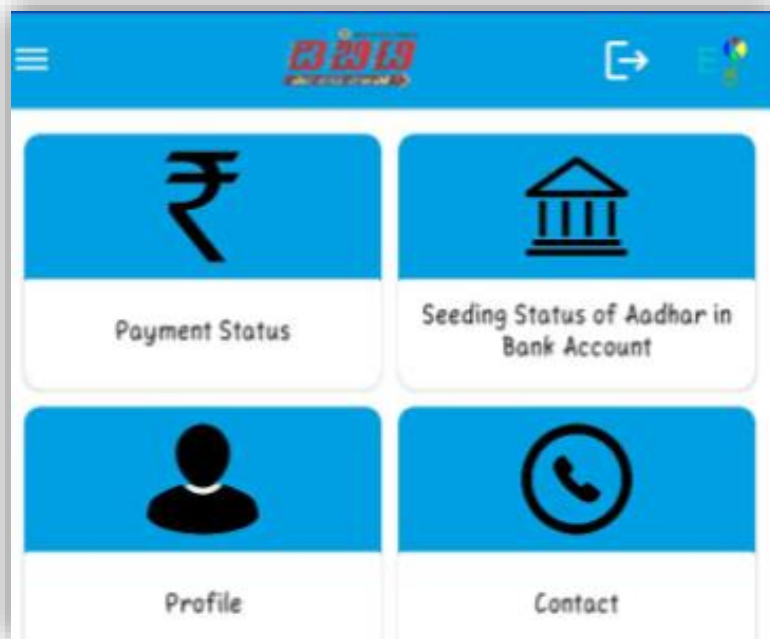 ₹
Payment Status
Seeding Status of Aadhar in
Bank Account
Profile
Contact